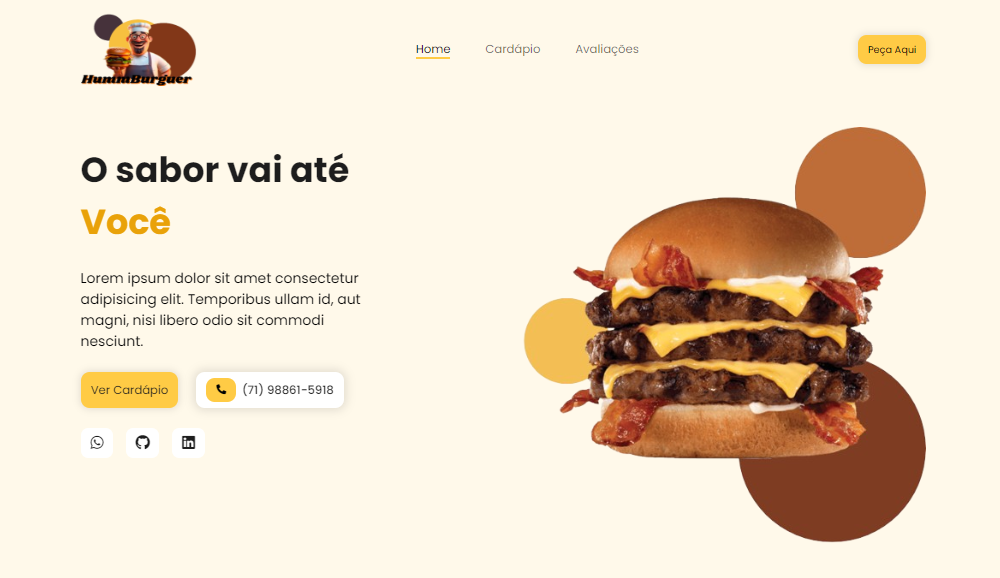 HummBurguer
Home
Cardápio
Avaliações
Peça Aqui
O sabor vai até
Você
Lorem ipsum dolor sit amet consectetur
adipisicing elit. Temporibus ullam id, aut
magni, nisi libero odio sit commodi
nesciunt.
Ver Cardápio
(71) 98861-5918